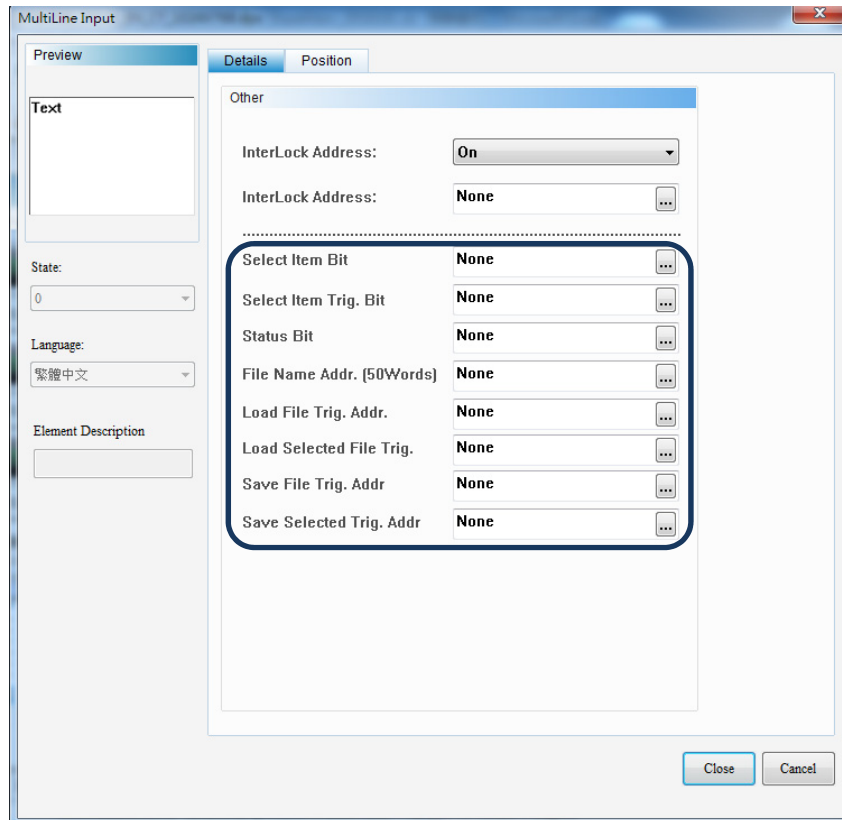 MultiLine Input
Preview
Text
State:
0
Language:
繁體中文
Element Description
Details Position
Other
InterLock Address: On
InterLock Address: None ...
Select Item Bit None ...
Select Item Trig. Bit None ...
Status Bit None ...
File Name Addr. (50Words) None ...
Load File Trig. Addr. None ...
Load Selected File Trig. None ...
Save File Trig. Addr None ...
Save Selected Trig. Addr None ...
Close Cancel